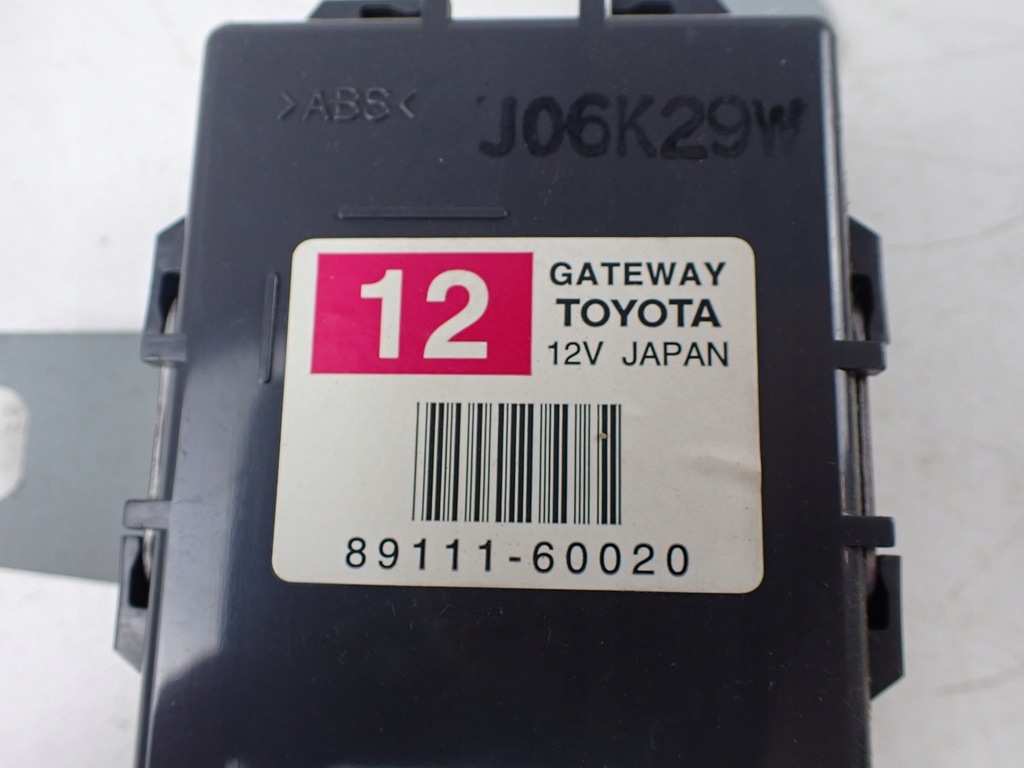 >ABS<
J06K29W
12
GATEWAY
TOYOTA
12V JAPAN
89111-60020